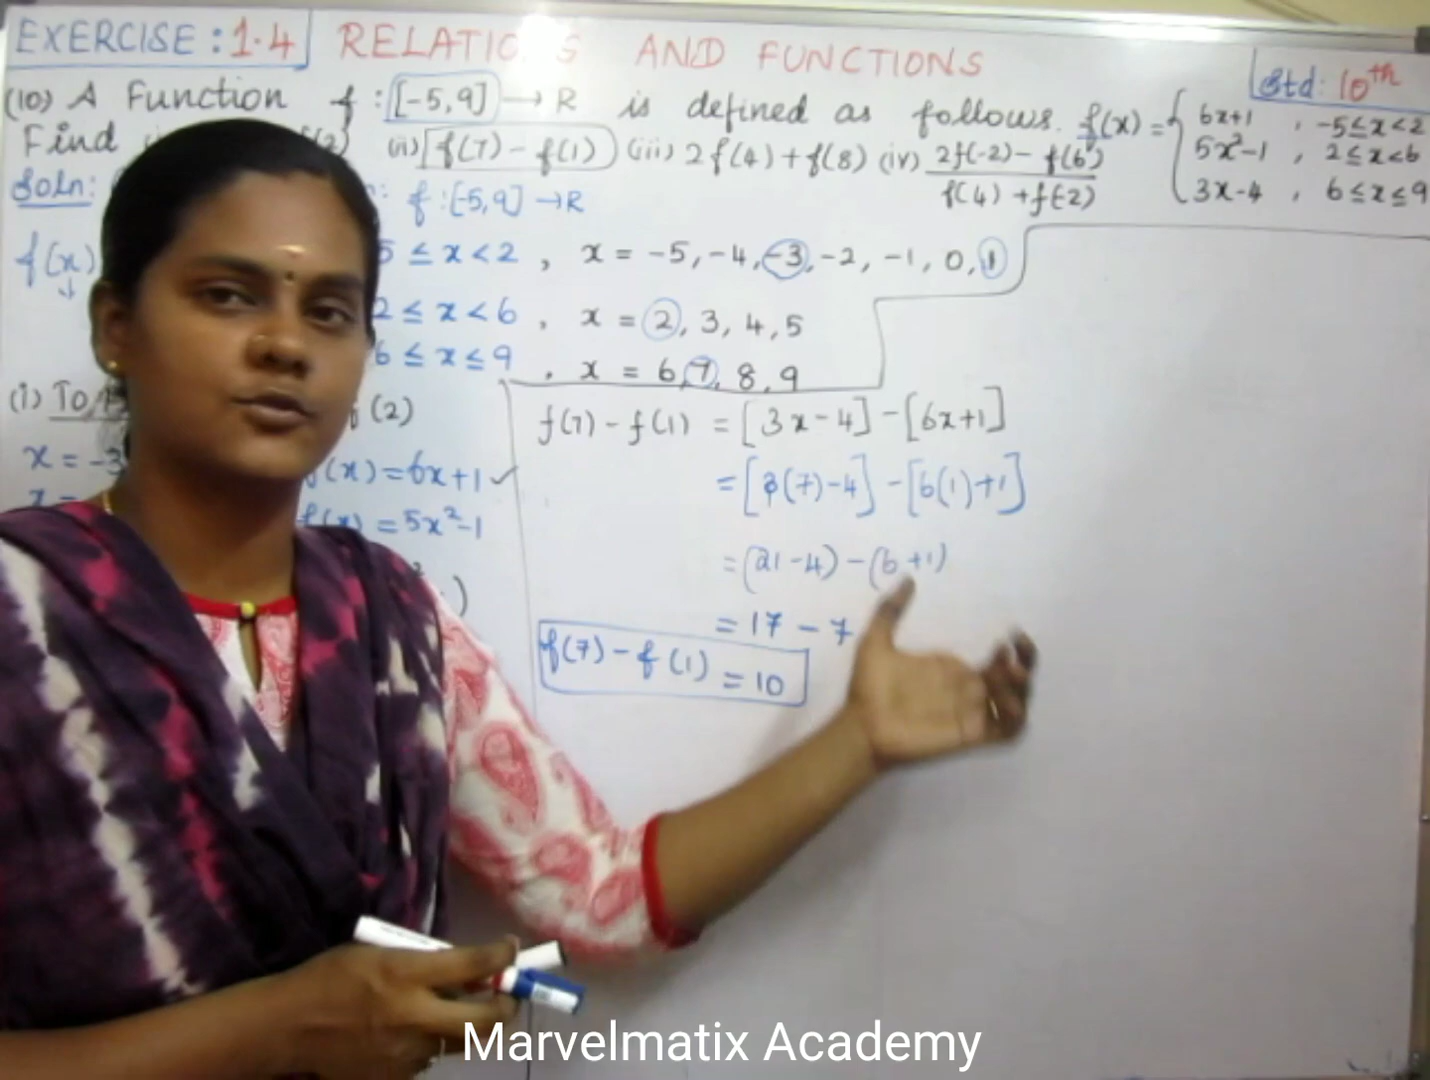 EXERCISE: 1.4 RELATIONS AND FUNCTIONS
Std: 10th
(10) A Function f : [-5,9] → R is defined as follows. f(x) = { 6x+1 , -5≤x<2
5x²-1 , 2≤x<6
3x-4 , 6≤x≤9
Find f(2) (ii) f(7) - f(1) (iii) 2f(4) + f(8) (iv) 2f(-2) - f(6) / f(4) + f(-2)
Soln: : f : [-5,9] → R
f(x) 5 ≤ x < 2 , x = -5, -4, -3, -2, -1, 0, 1
2 ≤ x < 6 , x = 2, 3, 4, 5
6 ≤ x ≤ 9 , x = 6, 7, 8, 9
(i) To f(2)
x = -3 f(x) = 6x+1 ✓
f(x) = 5x²-1
f(7) - f(1) = [3x-4] - [6x+1]
= [3(7)-4] - [6(1)+1]
= (21-4) - (6+1)
= 17 - 7
f(7) - f(1) = 10
Marvelmatix Academy